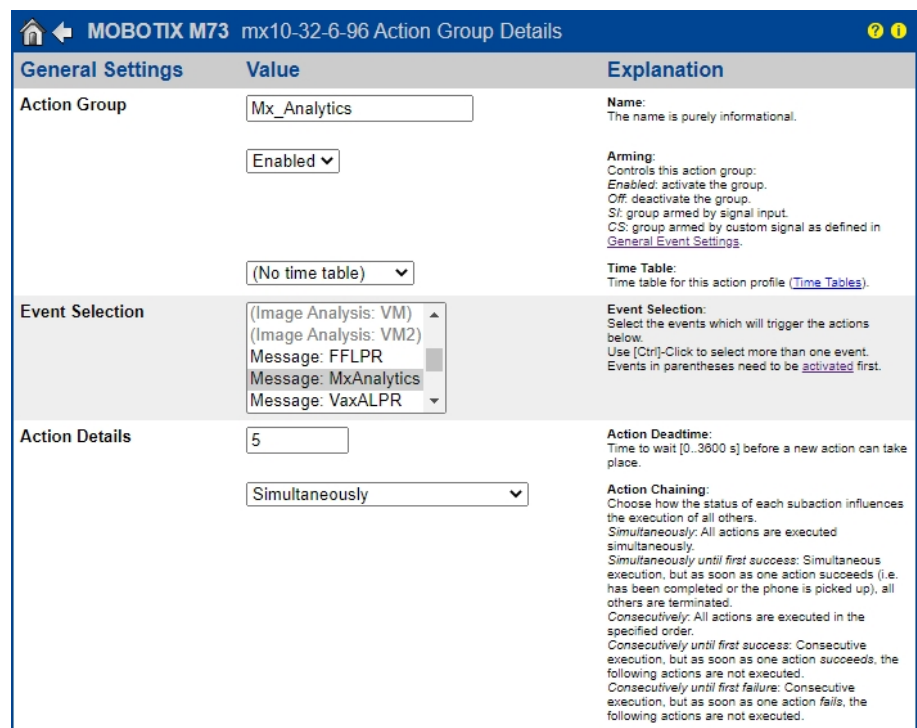 MOBOTIX M73 mx10-32-6-96 Action Group Details
? i
General Settings Value Explanation
Action Group
Mx_Analytics
Name:
The name is purely informational.
Enabled
Arming:
Controls this action group:
Enabled: activate the group.
Off: deactivate the group.
SI: group armed by signal input.
CS: group armed by custom signal as defined in
General Event Settings.
(No time table)
Time Table:
Time table for this action profile (Time Tables).
Event Selection
(Image Analysis: VM)
(Image Analysis: VM2)
Message: FFLPR
Message: MxAnalytics
Message: VaxALPR
Event Selection:
Select the events which will trigger the actions
below.
Use [Ctrl]-Click to select more than one event.
Events in parentheses need to be activated first.
Action Details
5
Action Deadtime:
Time to wait [0..3600 s] before a new action can take
place.
Simultaneously
Action Chaining:
Choose how the status of each subaction influences
the execution of all others.
Simultaneously: All actions are executed
simultaneously.
Simultaneously until first success: Simultaneous
execution, but as soon as one action succeeds (i.e.
has been completed or the phone is picked up), all
others are terminated.
Consecutively: All actions are executed in the
specified order.
Consecutively until first success: Consecutive
execution, but as soon as one action succeeds, the
following actions are not executed.
Consecutively until first failure: Consecutive
execution, but as soon as one action fails, the
following actions are not executed.